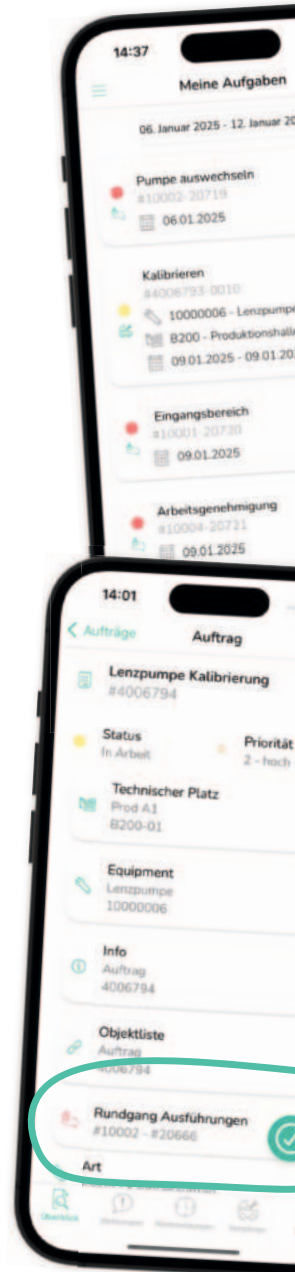 14:37
Meine Aufgaben
06. Januar 2025 - 12. Januar 20
Pumpe auswechseln
#10002-20719
06.01.2025
Kalibrieren
#4006793-0010
10000006 - Lenzpumpe
B200 - Produktionshalle
09.01.2025 - 09.01.20
Eingangsbereich
#10001-20720
09.01.2025
Arbeitsgenehmigung
#10004-20721
09.01.2025
14:01
Aufträge
Auftrag
Lenzpumpe Kalibrierung
#4006794
Status
In Arbeit
Priorität
2 - hoch
Technischer Platz
Prod A1
B200-01
Equipment
Lenzpumpe
10000006
Info
Auftrag
4006794
Objektliste
Auftrag
4006794
Rundgang Ausführungen
#10002 - #20666
Art
Überblick